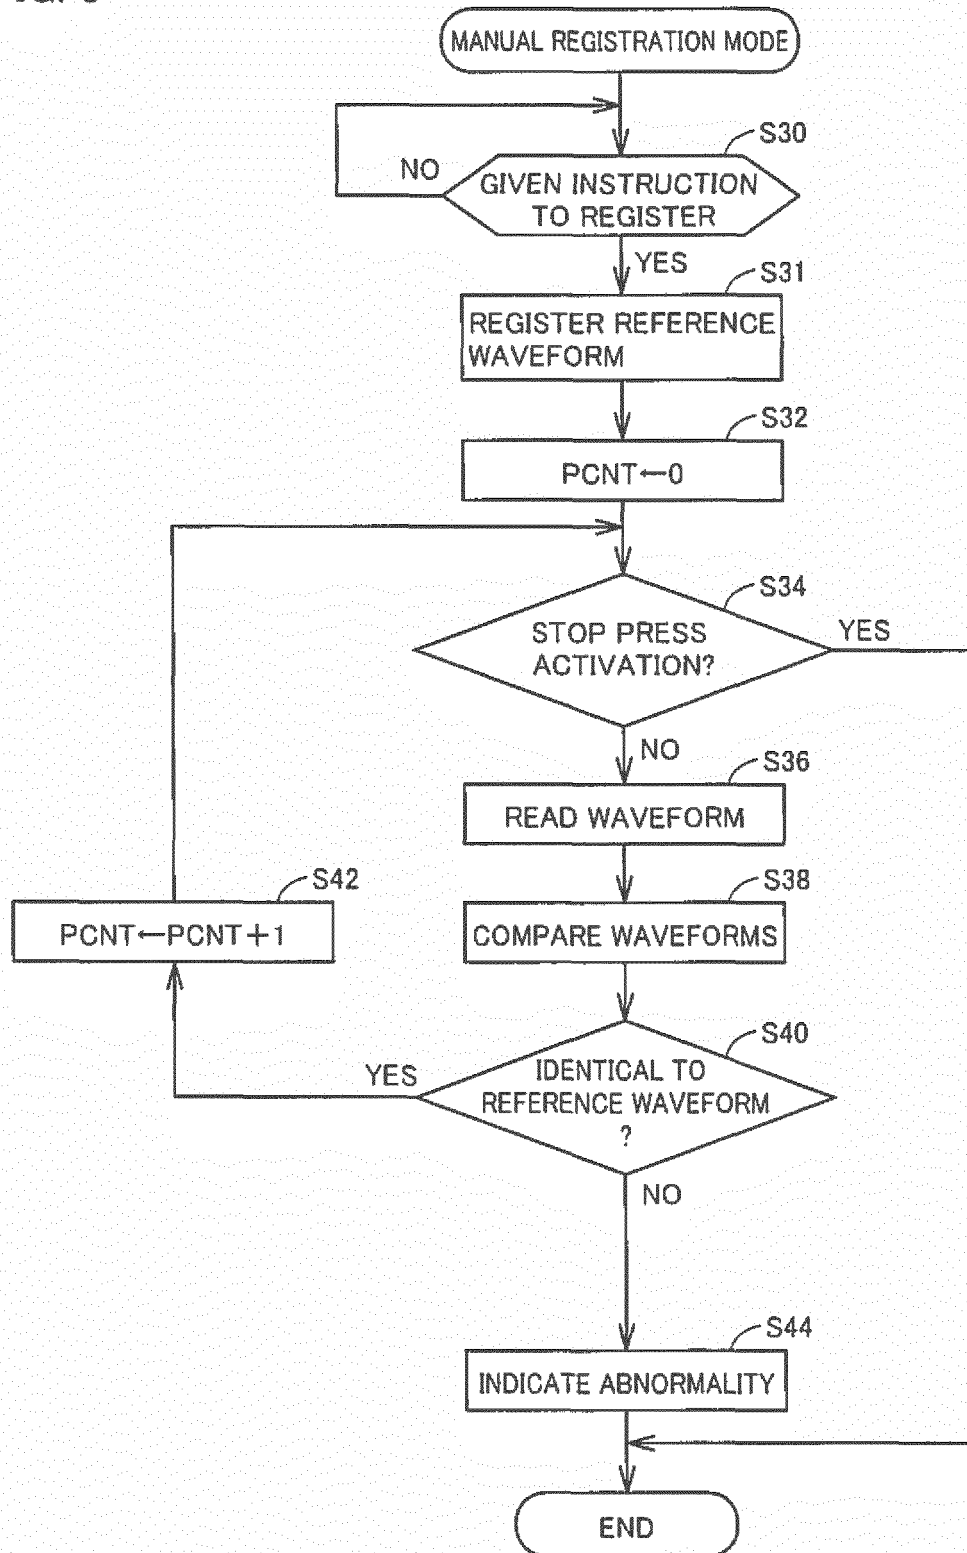 MANUAL REGISTRATION MODE
S30
NO
GIVEN INSTRUCTION
TO REGISTER
YES
S31
REGISTER REFERENCE
WAVEFORM
S32
PCNT←0
S34
STOP PRESS
ACTIVATION?
YES
NO
S36
READ WAVEFORM
S42
S38
PCNT←PCNT+1
COMPARE WAVEFORMS
S40
YES
IDENTICAL TO
REFERENCE WAVEFORM
?
NO
S44
INDICATE ABNORMALITY
END